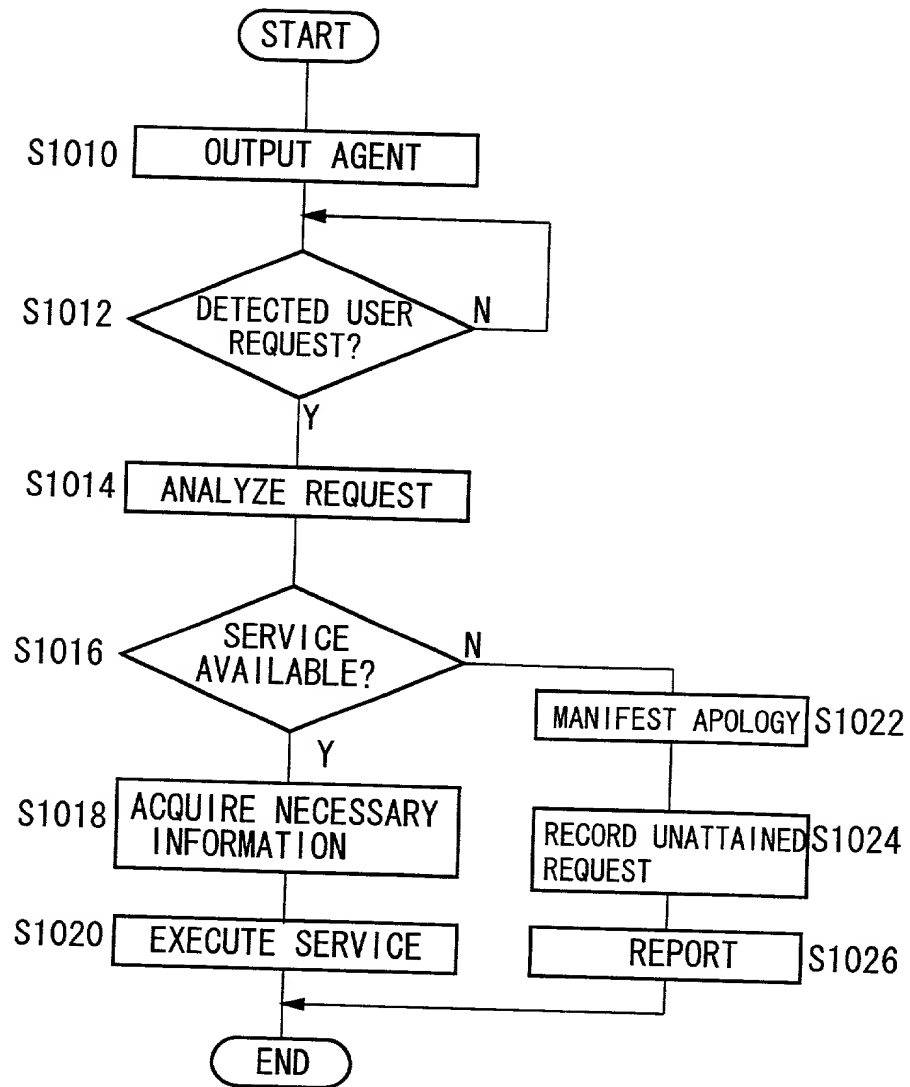 START
S1010
OUTPUT AGENT
S1012
DETECTED USER
REQUEST?
N
Y
S1014
ANALYZE REQUEST
S1016
SERVICE
AVAILABLE?
N
Y
MANIFEST APOLOGY
S1022
S1018
ACQUIRE NECESSARY
INFORMATION
RECORD UNATTAINED
REQUEST
S1024
S1020
EXECUTE SERVICE
REPORT
S1026
END